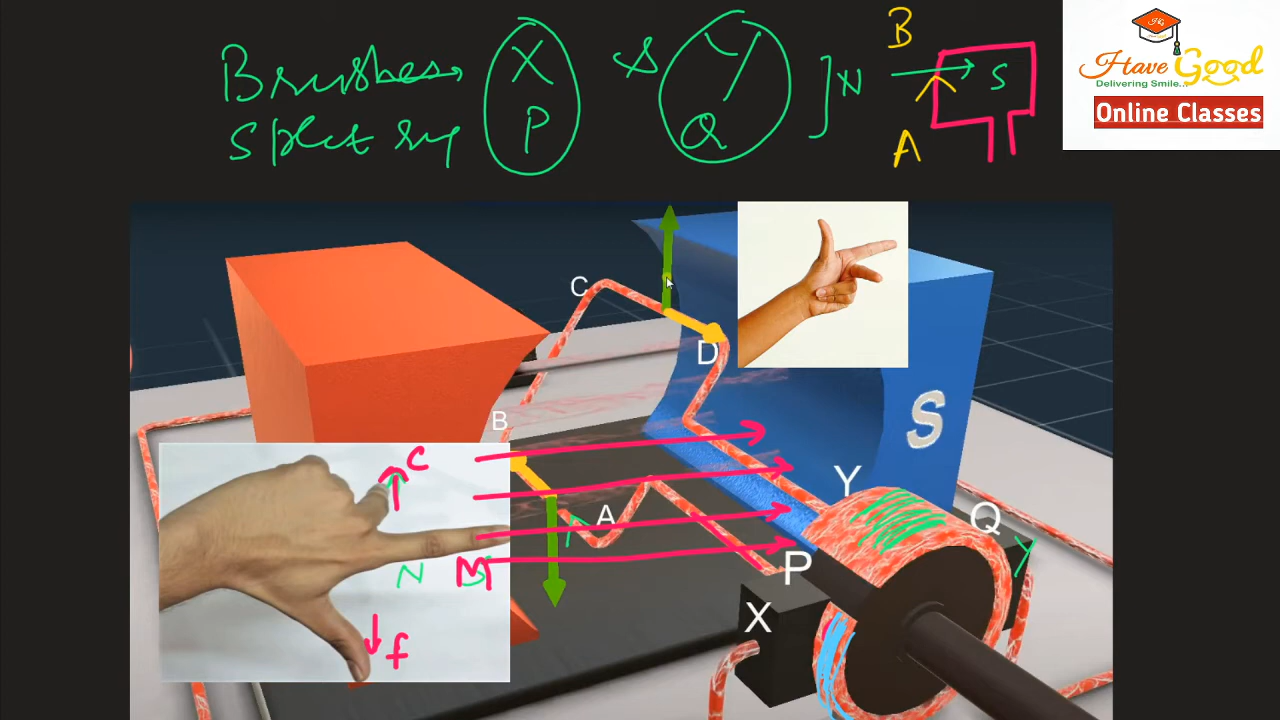 Brushes X S Y ] N B
S
Split ring P Q A
Have Good
Delivering Smile...
Online Classes
C
D
B
S
C
A
Y
Q
N
M
P
Y
X
f